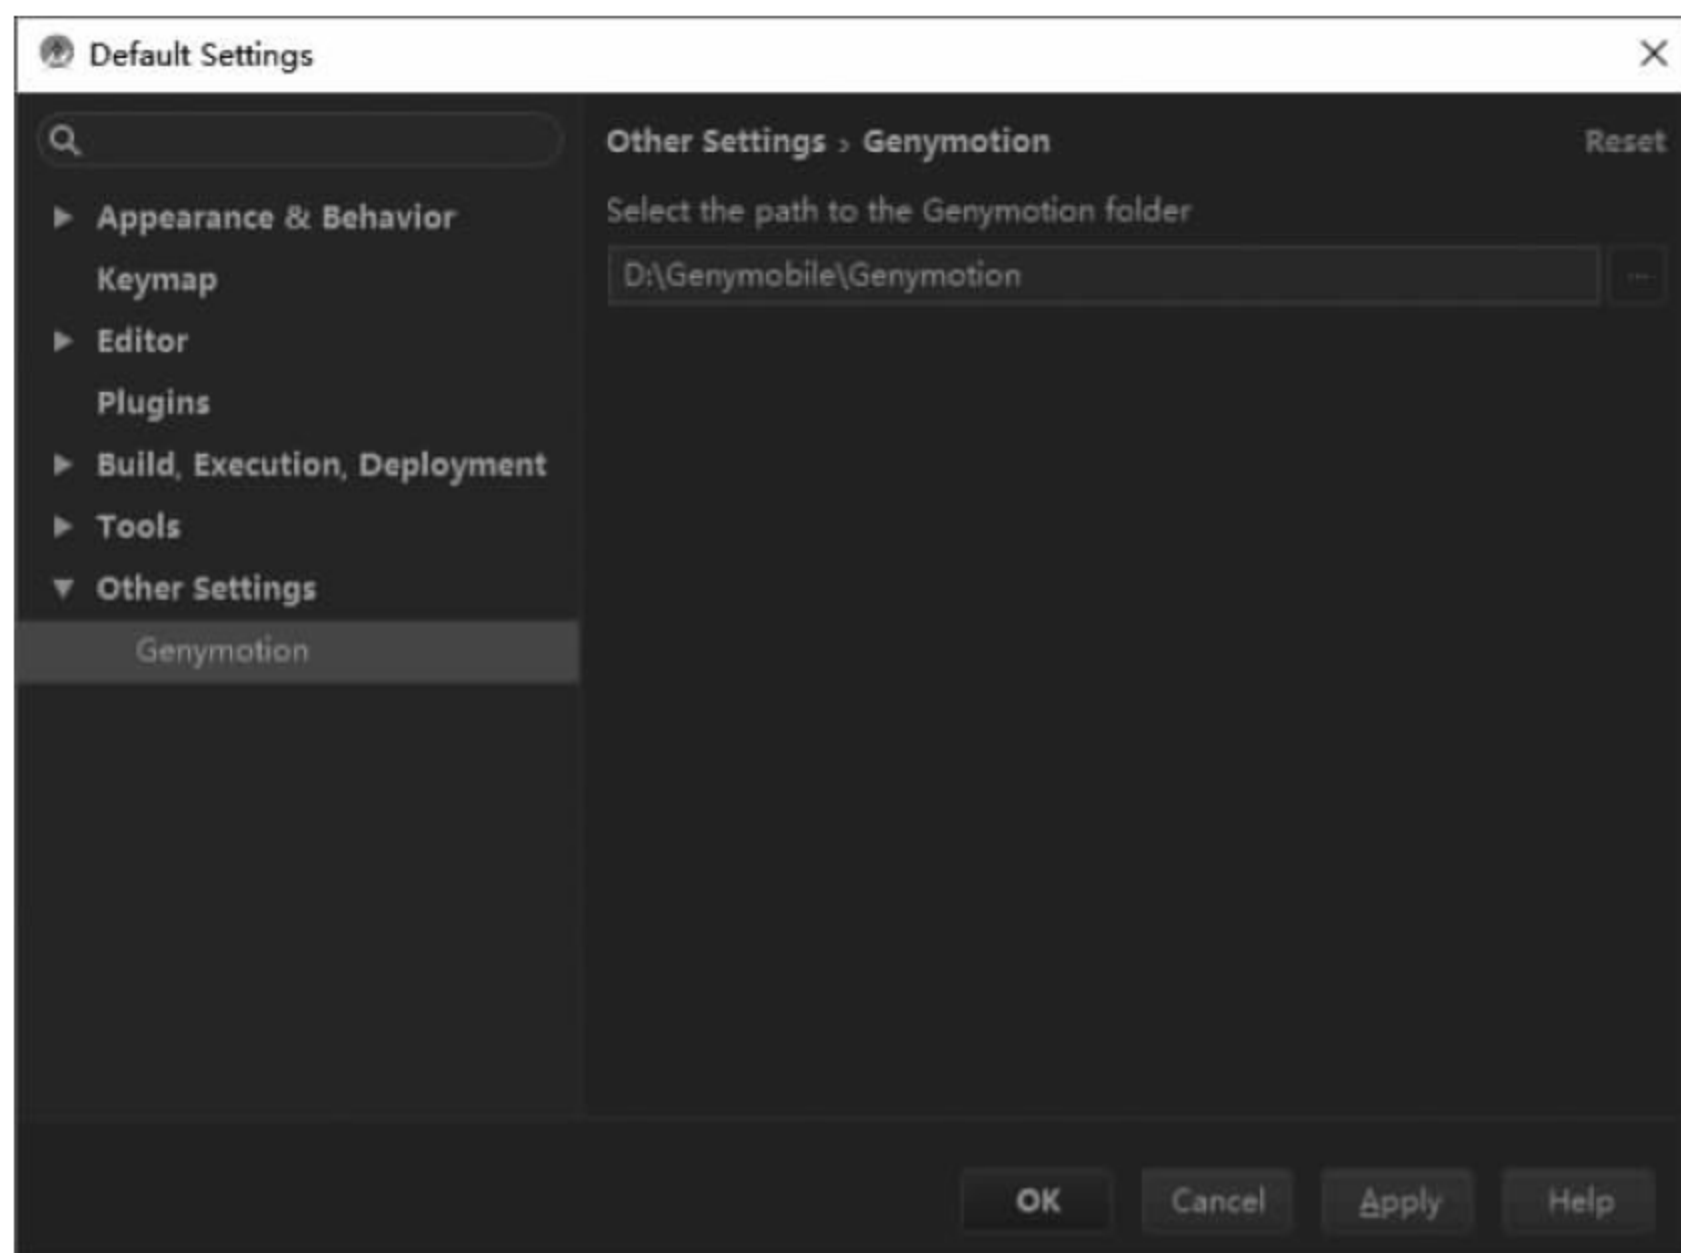 Default Settings
Other Settings › Genymotion
Reset
Select the path to the Genymotion folder
D:\Genymobile\Genymotion
...
Appearance & Behavior
Keymap
Editor
Plugins
Build, Execution, Deployment
Tools
Other Settings
Genymotion
OK
Cancel
Apply
Help